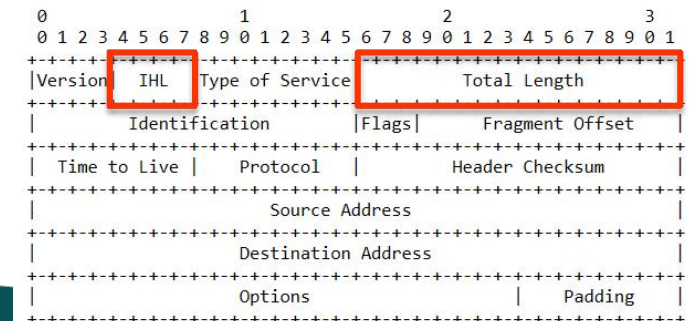 0                   1                   2                   3
0 1 2 3 4 5 6 7 8 9 0 1 2 3 4 5 6 7 8 9 0 1 2 3 4 5 6 7 8 9 0 1
+-+-+-+-+-+-+-+-+-+-+-+-+-+-+-+-+-+-+-+-+-+-+-+-+-+-+-+-+-+-+-+-+
|Version|  IHL  |Type of Service|          Total Length         |
+-+-+-+-+-+-+-+-+-+-+-+-+-+-+-+-+-+-+-+-+-+-+-+-+-+-+-+-+-+-+-+-+
|         Identification        |Flags|     Fragment Offset     |
+-+-+-+-+-+-+-+-+-+-+-+-+-+-+-+-+-+-+-+-+-+-+-+-+-+-+-+-+-+-+-+-+
|  Time to Live |    Protocol   |        Header Checksum        |
+-+-+-+-+-+-+-+-+-+-+-+-+-+-+-+-+-+-+-+-+-+-+-+-+-+-+-+-+-+-+-+-+
|                         Source Address                        |
+-+-+-+-+-+-+-+-+-+-+-+-+-+-+-+-+-+-+-+-+-+-+-+-+-+-+-+-+-+-+-+-+
|                      Destination Address                      |
+-+-+-+-+-+-+-+-+-+-+-+-+-+-+-+-+-+-+-+-+-+-+-+-+-+-+-+-+-+-+-+-+
|                    Options                    |    Padding    |
+-+-+-+-+-+-+-+-+-+-+-+-+-+-+-+-+-+-+-+-+-+-+-+-+-+-+-+-+-+-+-+-+